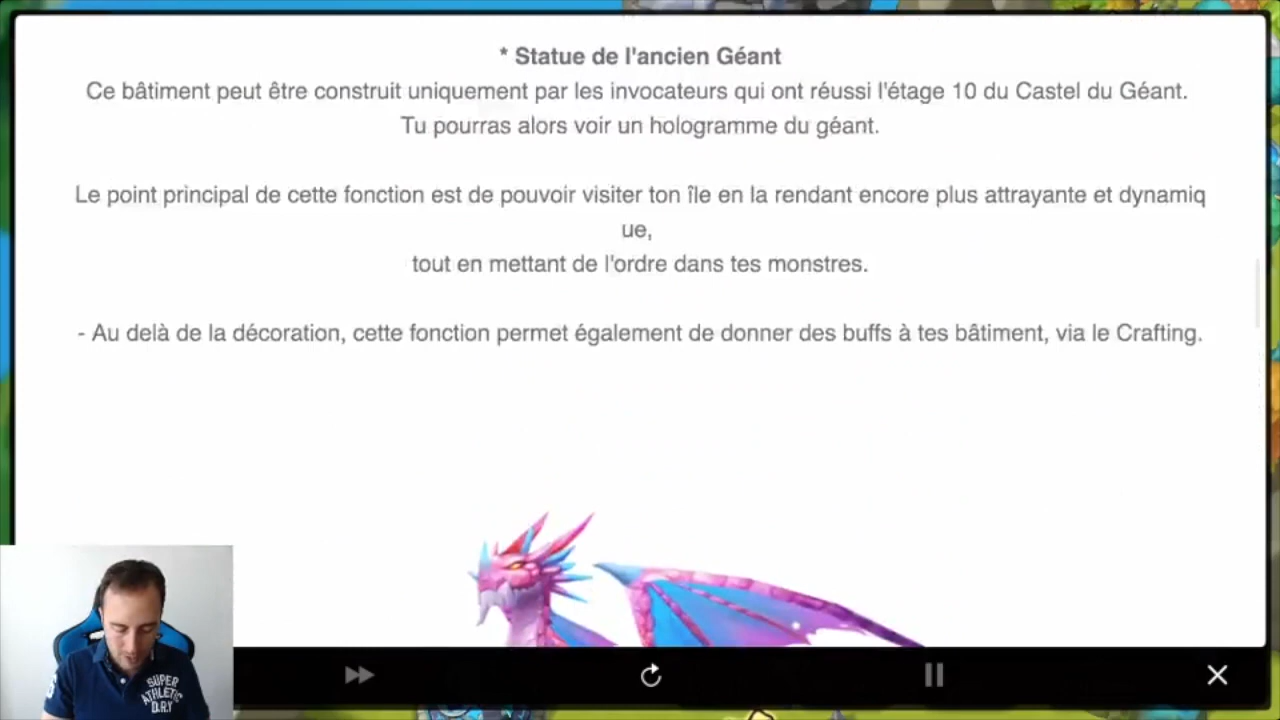 * Statue de l'ancien Géant
Ce bâtiment peut être construit uniquement par les invocateurs qui ont réussi l'étage 10 du Castel du Géant.
Tu pourras alors voir un hologramme du géant.
Le point principal de cette fonction est de pouvoir visiter ton île en la rendant encore plus attrayante et dynamiq
ue,
tout en mettant de l'ordre dans tes monstres.
- Au delà de la décoration, cette fonction permet également de donner des buffs à tes bâtiment, via le Crafting.
SUPER
ATHLETIC
D.R.Y